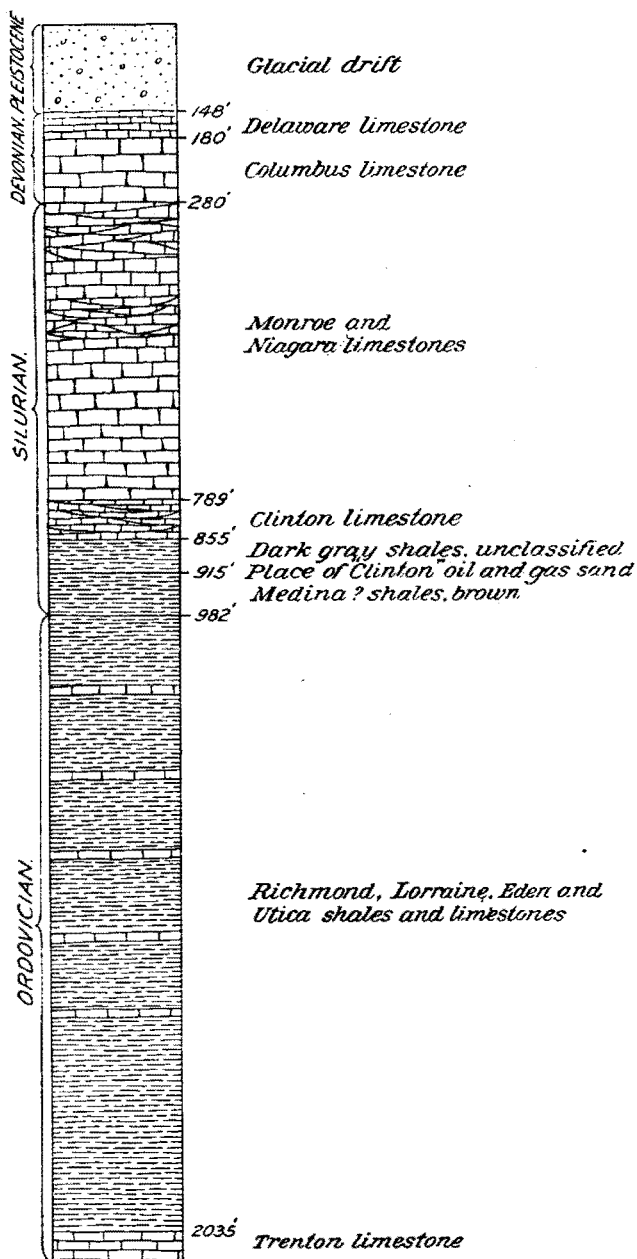 PLEISTOCENE
Glacial drift
148'
DEVONIAN.
Delaware limestone
180'
Columbus limestone
280'
SILURIAN.
Monroe and
Niagara limestones
789'
Clinton limestone
855'
Dark gray shales, unclassified
915' Place of "Clinton" oil and gas sand
Medina ? shales, brown
982'
ORDOVICIAN.
Richmond, Lorraine, Eden and
Utica shales and limestones
2035'
Trenton limestone